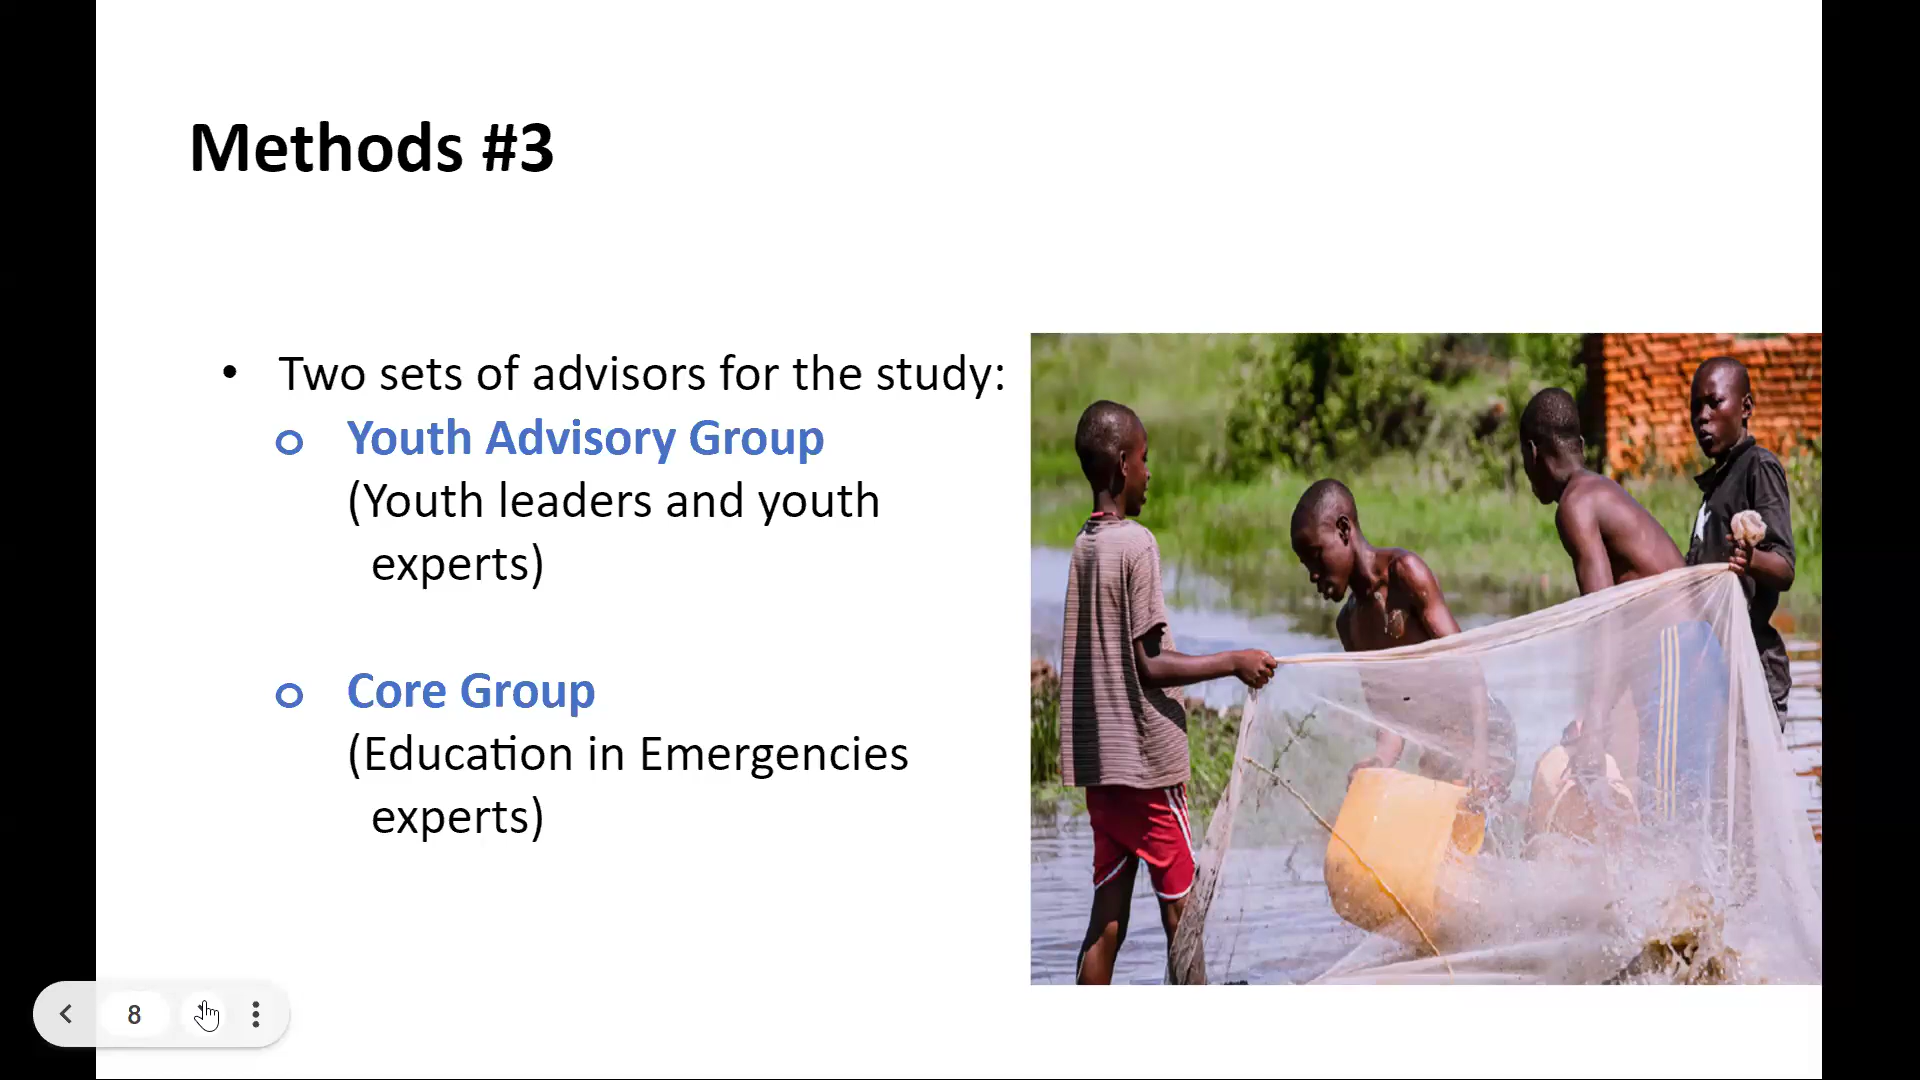 Methods #3
• Two sets of advisors for the study:
o Youth Advisory Group
(Youth leaders and youth
experts)
o Core Group
(Education in Emergencies
experts)
8